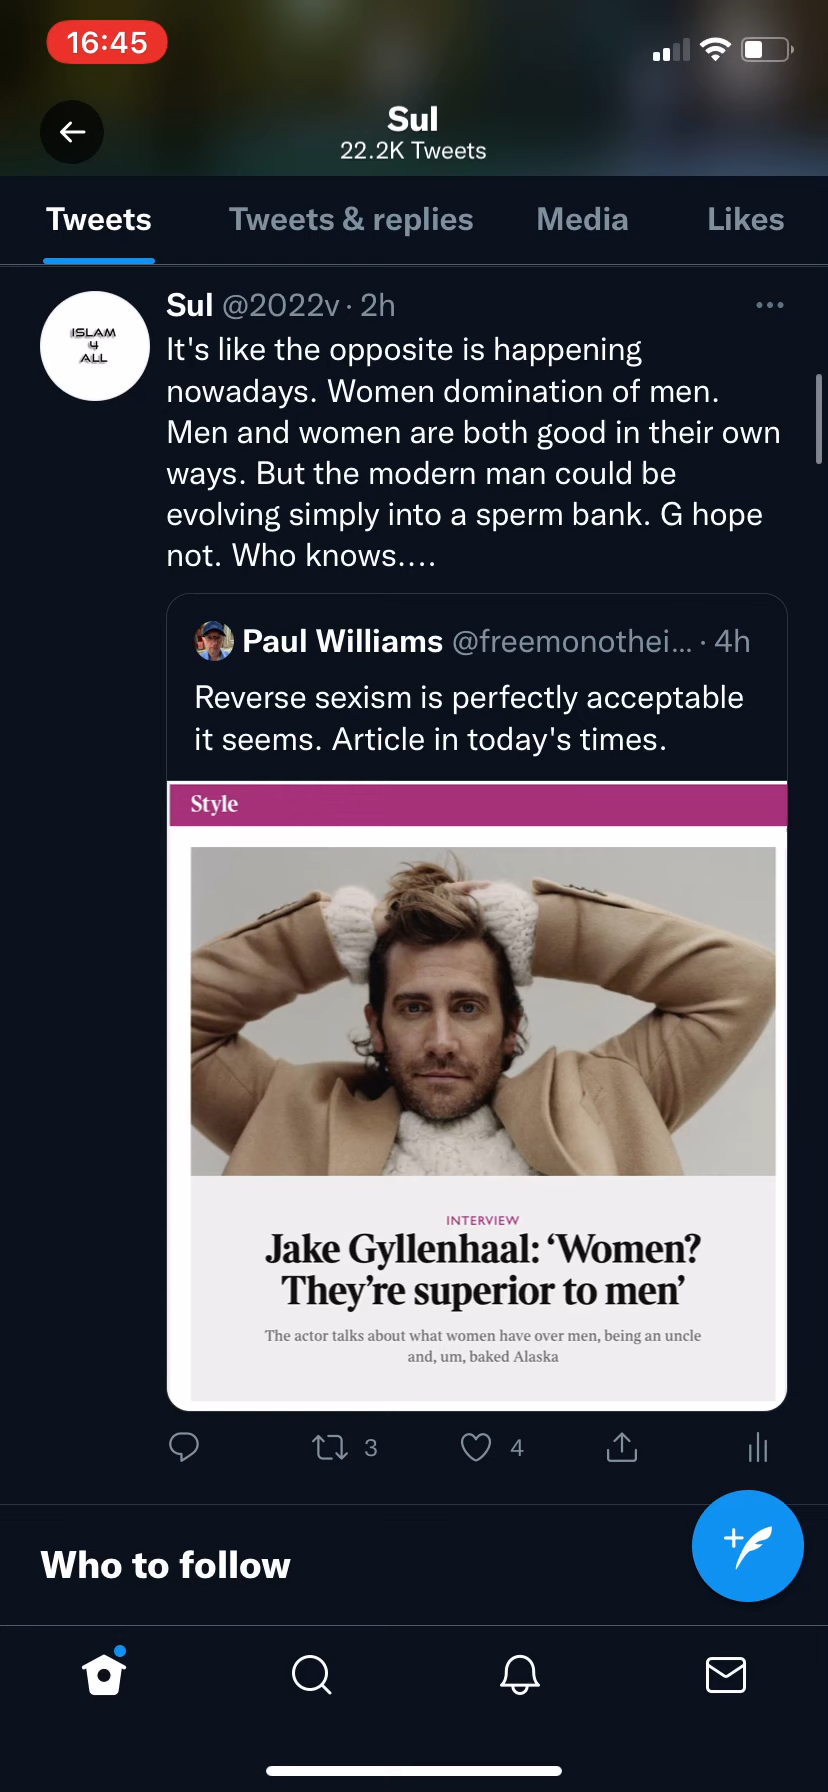 16:45
Sul
22.2K Tweets
Tweets
Tweets & replies
Media
Likes
ISLAM
4
ALL
Sul @2022v · 2h
It's like the opposite is happening
nowadays. Women domination of men.
Men and women are both good in their own
ways. But the modern man could be
evolving simply into a sperm bank. G hope
not. Who knows....
Paul Williams @freemonothei... · 4h
Reverse sexism is perfectly acceptable
it seems. Article in today's times.
Style
INTERVIEW
Jake Gyllenhaal: ‘Women?
They’re superior to men’
The actor talks about what women have over men, being an uncle
and, um, baked Alaska
3
4
Who to follow